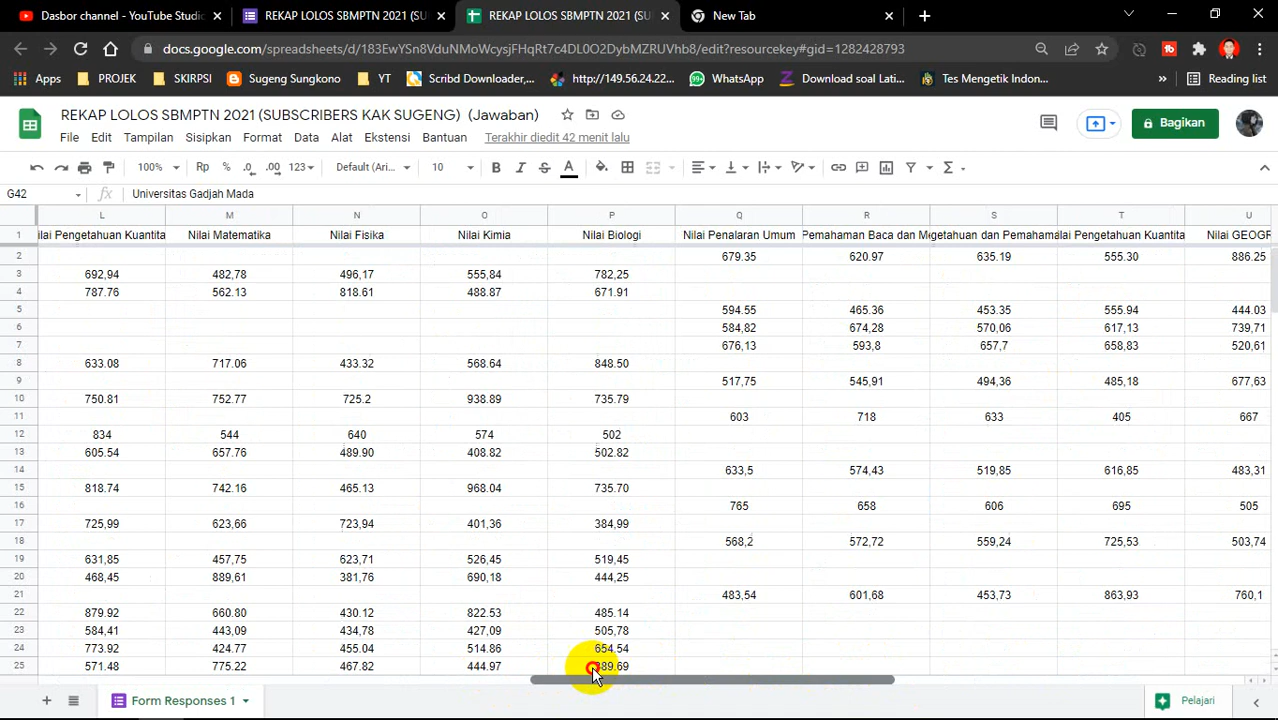 Dasbor channel - YouTube Studio
REKAP LOLOS SBMPTN 2021 (SU
REKAP LOLOS SBMPTN 2021 (SU
New Tab
docs.google.com/spreadsheets/d/183EwYSn8VduNMoWcysjFHqRt7c4DL0O2DybMZRUVhb8/edit?resourcekey#gid=1282428793
Apps PROJEK SKIRPSI Sugeng Sungkono YT Scribd Downloader,... http://149.56.24.22... 99+ WhatsApp Download soal Lati... Tes Mengetik Indon... » Reading list
REKAP LOLOS SBMPTN 2021 (SUBSCRIBERS KAK SUGENG) (Jawaban)
File Edit Tampilan Sisipkan Format Data Alat Ekstensi Bantuan Terakhir diedit 42 menit lalu
Bagikan
100% Rp % .0 .00 123 Default (Ari... 10 B I S A
G42 fx Universitas Gadjah Mada
L M N O P Q R S T U
1 ilai Pengetahuan Kuantita Nilai Matematika Nilai Fisika Nilai Kimia Nilai Biologi Nilai Penalaran Umum Pemahaman Baca dan Me getahuan dan Pemahama lai Pengetahuan Kuantita Nilai GEOGF
2 679.35 620.97 635.19 555.30 886.25
3 692,94 482,78 496,17 555,84 782,25
4 787.76 562.13 818.61 488.87 671.91
5 594.55 465.36 453.35 555.94 444.03
6 584,82 674,28 570,06 617,13 739,71
7 676,13 593,8 657,7 658,83 520,61
8 633.08 717.06 433.32 568.64 848.50
9 517,75 545,91 494,36 485,18 677,63
10 750.81 752.77 725.2 938.89 735.79
11 603 718 633 405 667
12 834 544 640 574 502
13 605.54 657.76 489.90 408.82 502.82
14 633,5 574,43 519,85 616,85 483,31
15 818.74 742.16 465.13 968.04 735.70
16 765 658 606 695 505
17 725,99 623,66 723,94 401,36 384,99
18 568,2 572,72 559,24 725,53 503,74
19 631,85 457,75 623,71 526,45 519,45
20 468,45 889,61 381,76 690,18 444,25
21 483,54 601,68 453,73 863,93 760,1
22 879.92 660.80 430.12 822.53 485.14
23 584,41 443,09 434,78 427,09 505,78
24 773.92 424.77 455.04 514.86 654.54
25 571.48 775.22 467.82 444.97
Form Responses 1
Pelajari